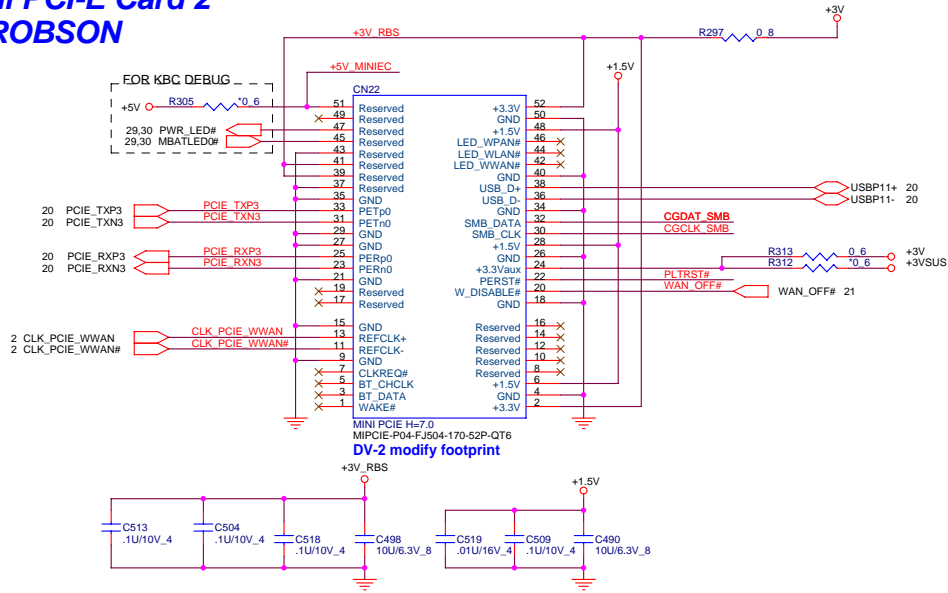 ni PCI-E Card 2
ROBSON
+3V
+3V_RBS
R297
0_8
+5V_MINIEC
+1.5V
FOR KBC DEBUG
CN22
+5V
R305
*0_6
51
Reserved
+3.3V
52
49
Reserved
GND
50
29,30 PWR_LED#
47
Reserved
+1.5V
48
29,30 MBATLED0#
45
Reserved
LED_WPAN#
46
43
Reserved
LED_WLAN#
44
41
Reserved
LED_WWAN#
42
39
Reserved
GND
40
37
Reserved
USB_D+
38
USBP11+ 20
35
GND
USB_D-
36
USBP11- 20
20 PCIE_TXP3
PCIE_TXP3
33
PETp0
GND
34
20 PCIE_TXN3
PCIE_TXN3
31
PETn0
SMB_DATA
32
CGDAT_SMB
29
GND
SMB_CLK
30
CGCLK_SMB
27
GND
+1.5V
28
20 PCIE_RXP3
PCIE_RXP3
25
PERp0
GND
26
R313
0_6
+3V
20 PCIE_RXN3
PCIE_RXN3
23
PERn0
+3.3Vaux
24
R312
*0_6
+3VSUS
21
GND
PERST#
22
PLTRST#
19
Reserved
W_DISABLE#
20
WAN_OFF#
WAN_OFF# 21
17
Reserved
GND
18
15
GND
Reserved
16
2 CLK_PCIE_WWAN
CLK_PCIE_WWAN
13
REFCLK+
Reserved
14
2 CLK_PCIE_WWAN#
CLK_PCIE_WWAN#
11
REFCLK-
Reserved
12
9
GND
Reserved
10
7
CLKREQ#
Reserved
8
5
BT_CHCLK
+1.5V
6
3
BT_DATA
GND
4
1
WAKE#
+3.3V
2
MINI PCIE H=7.0
MIPCIE-P04-FJ504-170-52P-QT6
DV-2 modify footprint
+3V_RBS
+1.5V
C513
.1U/10V_4
C504
.1U/10V_4
C518
.1U/10V_4
C498
10U/6.3V_8
C519
.01U/16V_4
C509
.1U/10V_4
C490
10U/6.3V_8